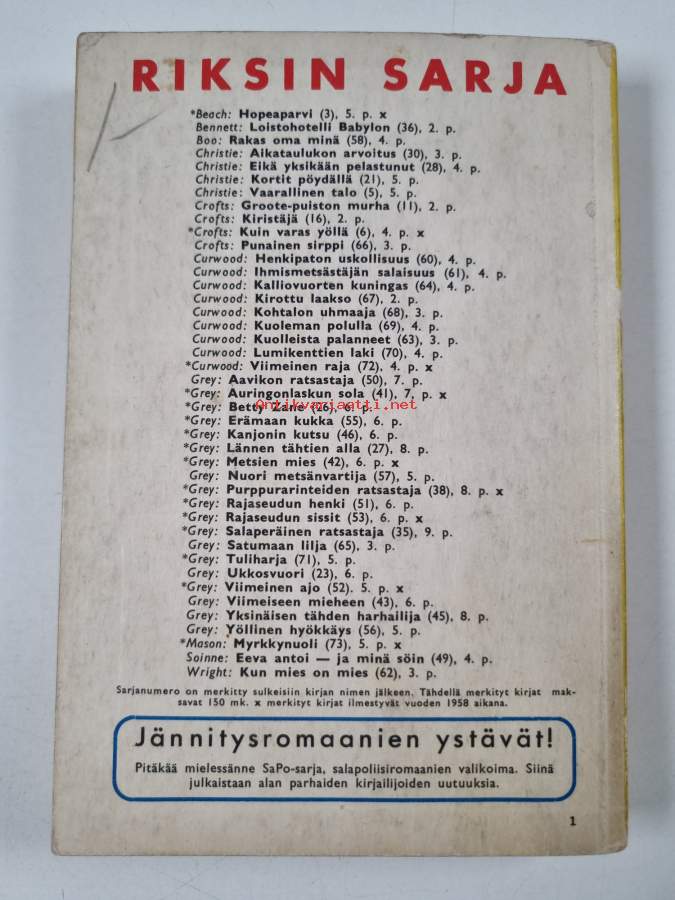 RIKSIN SARJA
*Beach: Hopeaparvi (3), 5. p. x
Bennett: Loistohotelli Babylon (36), 2. p.
Boo: Rakas oma minä (58), 4. p.
Christie: Aikataulukon arvoitus (30), 3. p.
Christie: Eikä yksikään pelastunut (28), 4. p.
Christie: Kortit pöydällä (21), 5. p.
Christie: Vaarallinen talo (5), 5. p.
Crofts: Groote-puiston murha (11), 2. p.
Crofts: Kiristäjä (16), 2. p.
*Crofts: Kuin varas yöllä (6), 4. p. x
Crofts: Punainen sirppi (66), 3. p.
Curwood: Henkipaton uskollisuus (60), 4. p.
Curwood: Ihmismetsästäjän salaisuus (61), 4. p.
Curwood: Kalliovuorten kuningas (64), 4. p.
Curwood: Kirottu laakso (67), 2. p.
Curwood: Kohtalon uhmaaja (68), 3. p.
Curwood: Kuoleman polulla (69), 4. p.
Curwood: Kuolleista palanneet (63), 3. p.
Curwood: Lumikenttien laki (70), 4. p.
*Curwood: Viimeinen raja (72), 4. p. x
Grey: Aavikon ratsastaja (50), 7. p.
*Grey: Auringonlaskun sola (41), 7, p. x
Antikvariaatti.net
*Grey: Betty Zane (26), 6. p.
*Grey: Erämaan kukka (55), 6. p.
*Grey: Kanjonin kutsu (46), 6. p.
*Grey: Lännen tähtien alla (27), 8. p.
*Grey: Metsien mies (42), 6. p. x
Grey: Nuori metsänvartija (57), 5. p.
*Grey: Purppurarinteiden ratsastaja (38), 8. p. x
*Grey: Rajaseudun henki (51), 6. p.
*Grey: Rajaseudun sissit (53), 6. p. x
*Grey: Salaperäinen ratsastaja (35), 9. p.
Grey: Satumaan lilja (65), 3. p.
*Grey: Tuliharja (71), 5. p.
Grey: Ukkosvuori (23), 6. p.
*Grey: Viimeinen ajo (52). 5. p. x
Grey: Viimeiseen mieheen (43), 6. p.
Grey: Yksinäisen tähden harhailija (45), 8. p.
Grey: Yöllinen hyökkäys (56), 5. p.
*Mason: Myrkkynuoli (73), 5. p. x
Soinne: Eeva antoi — ja minä söin (49), 4. p.
Wright: Kun mies on mies (62), 3. p.
Sarjanumero on merkitty sulkeisiin kirjan nimen jälkeen. Tähdellä merkityt kirjat mak-
savat 150 mk. x merkityt kirjat ilmestyvät vuoden 1958 aikana.
Jännitysromaanien ystävät!
Pitäkää mielessänne SaPo-sarja, salapoliisiromaanien valikoima. Siinä
julkaistaan alan parhaiden kirjailijoiden uutuuksia.
1